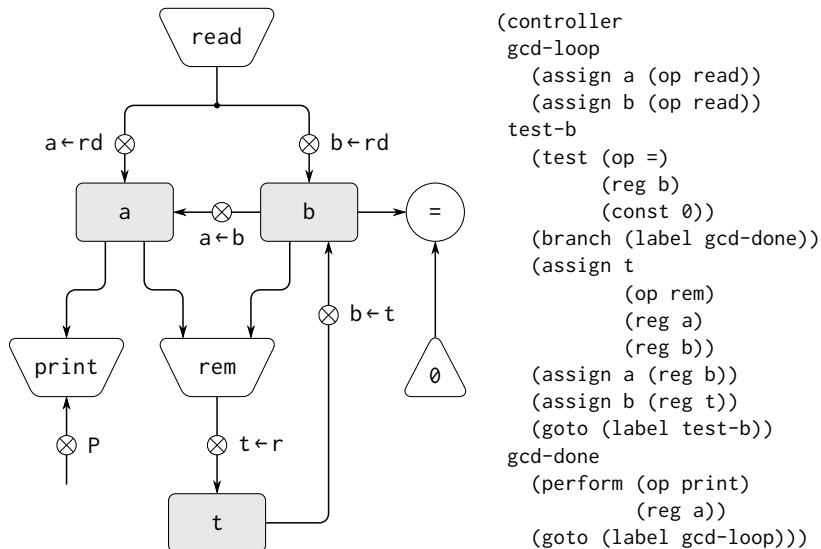 read
a←rd
b←rd
a
b
=
a←b
b←t
print
rem
0
P
t←r
t
(controller
gcd-loop
(assign a (op read))
(assign b (op read))
test-b
(test (op =)
(reg b)
(const 0))
(branch (label gcd-done))
(assign t
(op rem)
(reg a)
(reg b))
(assign a (reg b))
(assign b (reg t))
(goto (label test-b))
gcd-done
(perform (op print)
(reg a))
(goto (label gcd-loop)))